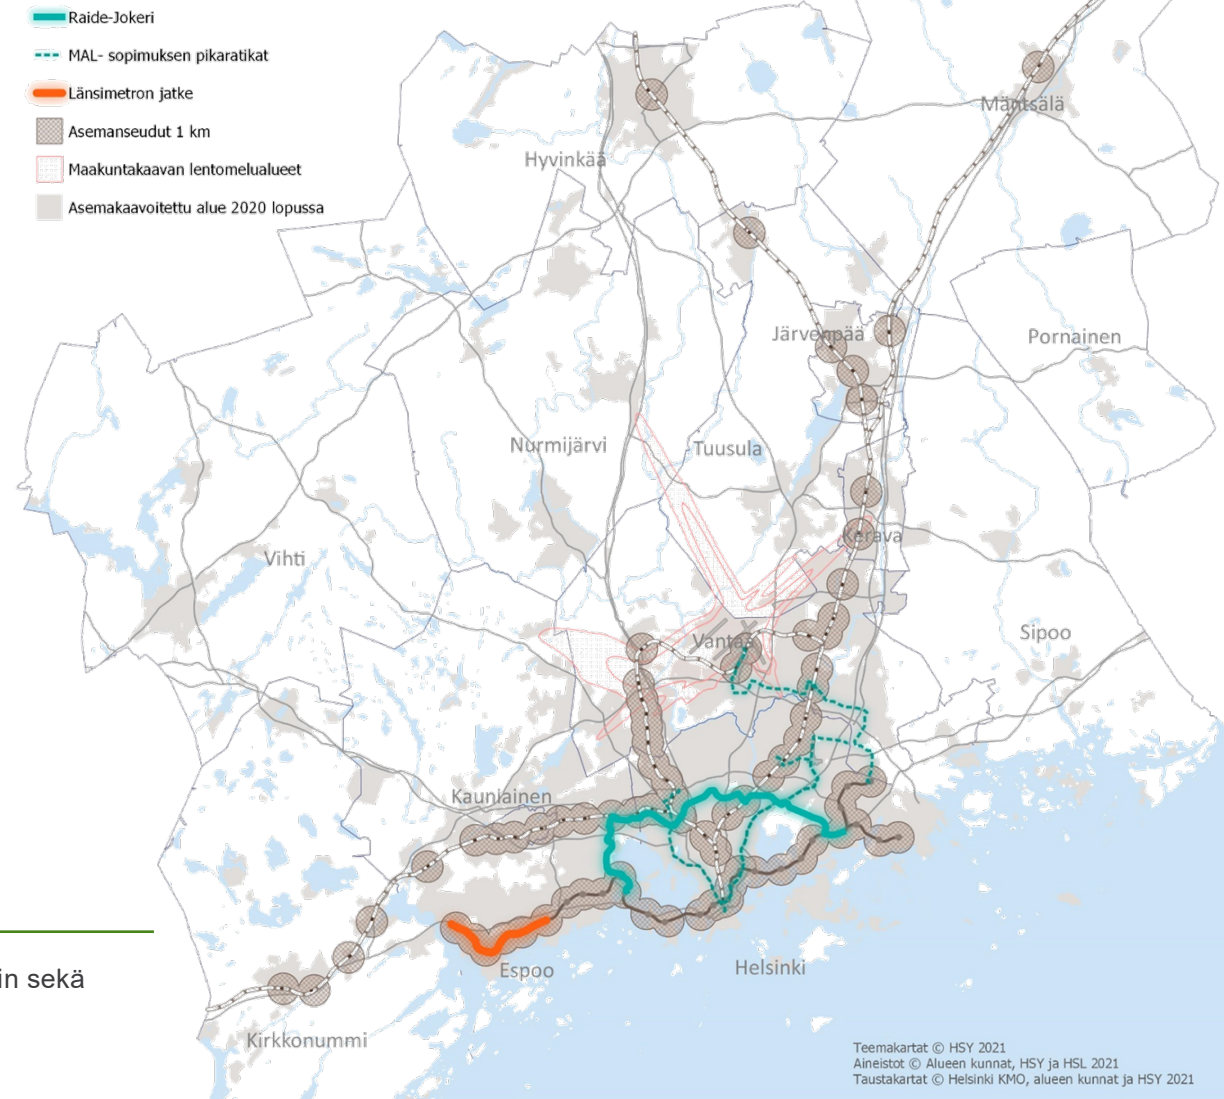 Raide-Jokeri
MAL- sopimuksen pikaratikat
Länsimetron jatke
Asemanseudut 1 km
Maakuntakaavan lentomelualueet
Asemakaavoitettu alue 2020 lopussa
Mäntsälä
Hyvinkää
Järvenpää
Pornainen
Nurmijärvi
Tuusula
Kerava
Vihti
Sipoo
Vantaa
Kauniainen
Helsinki
Espoo
in sekä
Kirkkonummi
Teemakartat © HSY 2021
Aineistot © Alueen kunnat, HSY ja HSL 2021
Taustakartat © Helsinki KMO, alueen kunnat ja HSY 2021